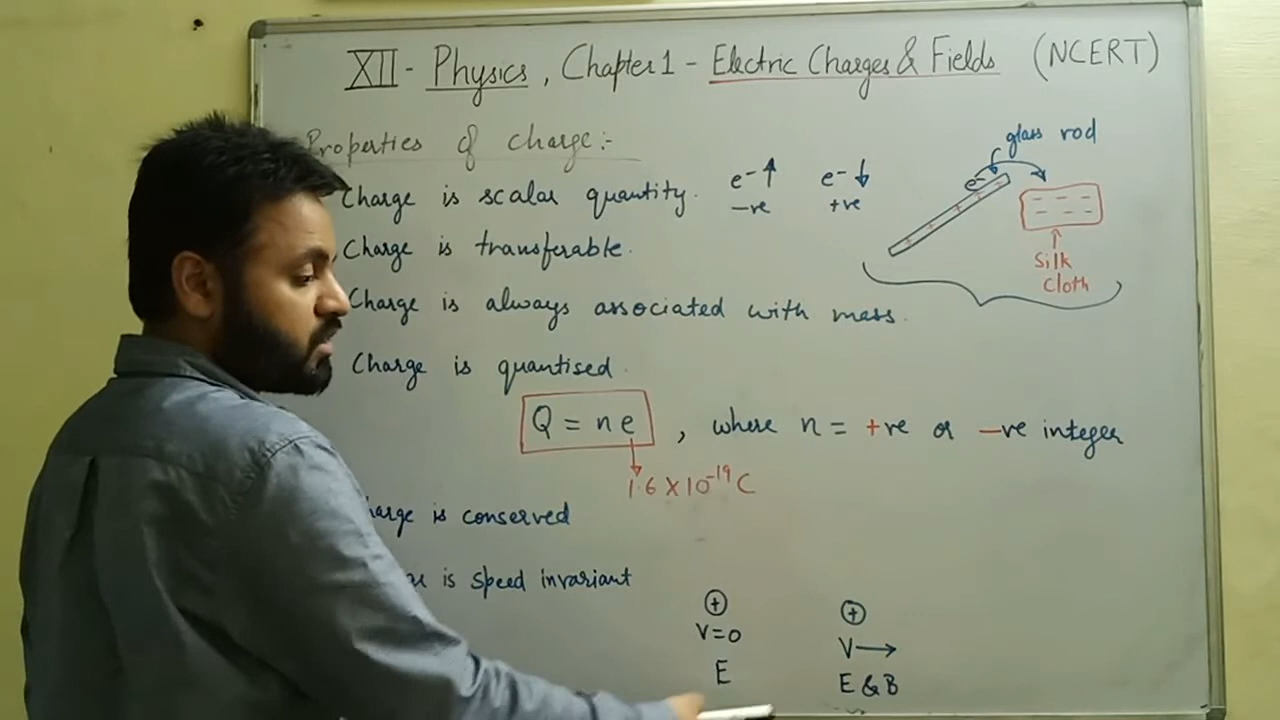 XII - Physics, Chapter 1 - Electric Charges & Fields (NCERT)
Properties of charge:-
Charge is scalar quantity.
e- ↑ e- ↓
-ve +ve
glass rod
e-
Silk
Cloth
Charge is transferable.
Charge is always associated with mass.
Charge is quantised.
Q = ne , where n = +ve or -ve integer
1.6 X 10^-19 C
harge is conserved
is speed invariant
+ +
V=0 V→
E E & B